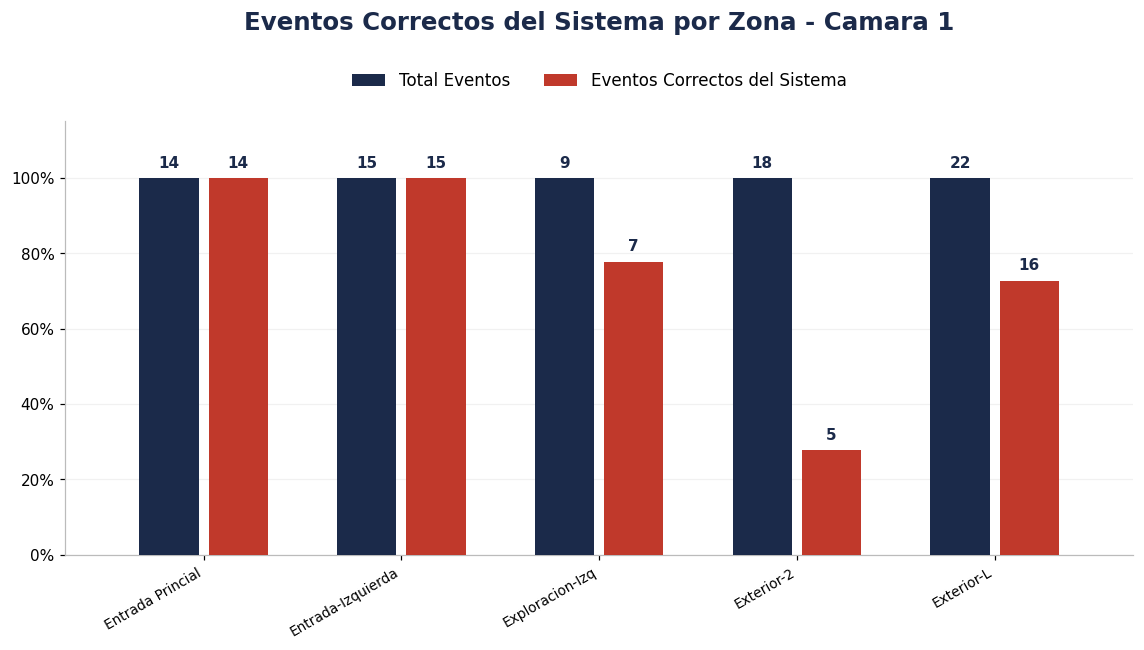 Eventos Correctos del Sistema por Zona - Camara 1
Total Eventos
Eventos Correctos del Sistema
14 14 15 15 9 7 18 5 22 16
100%
80%
60%
40%
20%
0%
Entrada Princial
Entrada-Izquierda
Exploracion-Izq
Exterior-2
Exterior-L